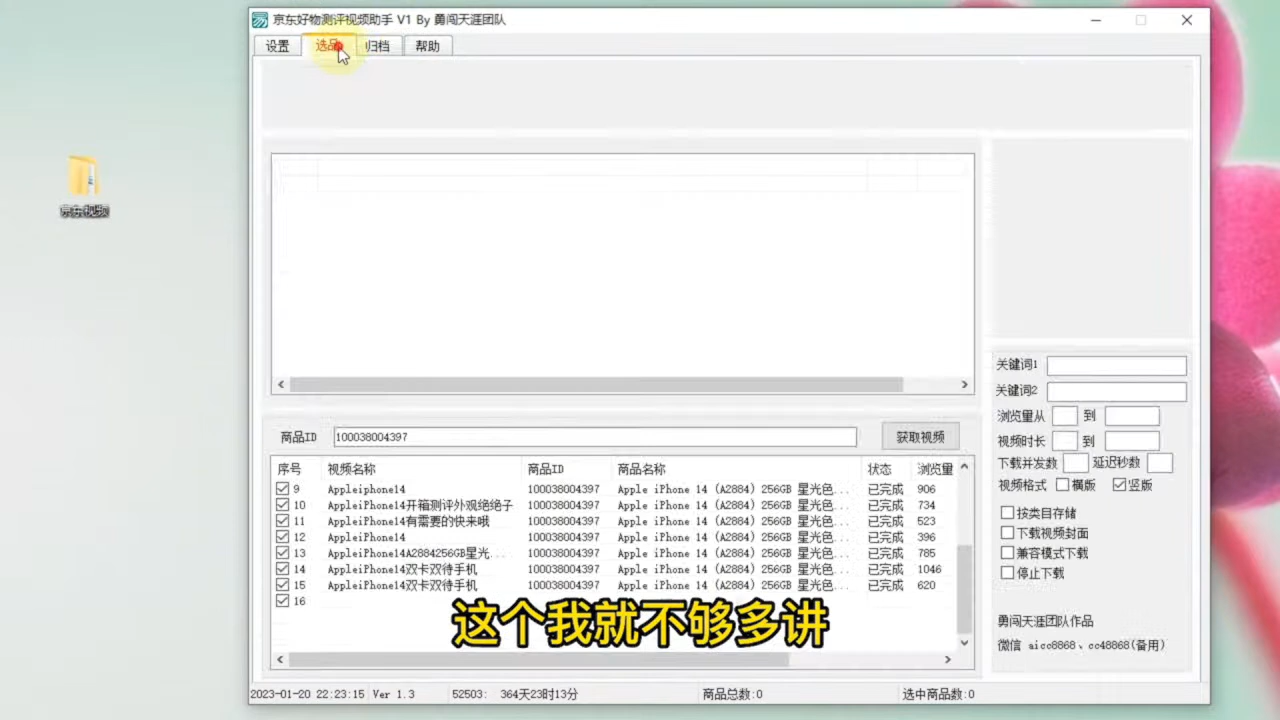 京东好物测评视频助手 V1 By 勇闯天涯团队
设置 选品 归档 帮助
京东视频
关键词1
关键词2
浏览量从 到
视频时长 到
下载并发数 延迟秒数
视频格式 横版 竖版
按类目存储
下载视频封面
兼容模式下载
停止下载
勇闯天涯团队作品
微信 aicc8868、cc48868(备用)
商品ID 100038004397 获取视频
序号 视频名称 商品ID 商品名称 状态 浏览量
9 Appleiphone14 100038004397 Apple iPhone 14 (A2884) 256GB 星光色... 已完成 906
10 AppleiPhone14开箱测评外观绝绝子 100038004397 Apple iPhone 14 (A2884) 256GB 星光色... 已完成 734
11 AppleiPhone14有需要的快来哦 100038004397 Apple iPhone 14 (A2884) 256GB 星光色... 已完成 523
12 AppleiPhone14 100038004397 Apple iPhone 14 (A2884) 256GB 星光色... 已完成 396
13 AppleiPhone14A2884256GB星光... 100038004397 Apple iPhone 14 (A2884) 256GB 星光色... 已完成 785
14 AppleiPhone14双卡双待手机 100038004397 Apple iPhone 14 (A2884) 256GB 星光色... 已完成 1046
15 AppleiPhone14双卡双待手机 100038004397 Apple iPhone 14 (A2884) 256GB 星光色... 已完成 620
16
这个我就不够多讲
2023-01-20 22:23:15 Ver 1.3 52503: 364天23时13分 商品总数:0 选中商品数:0